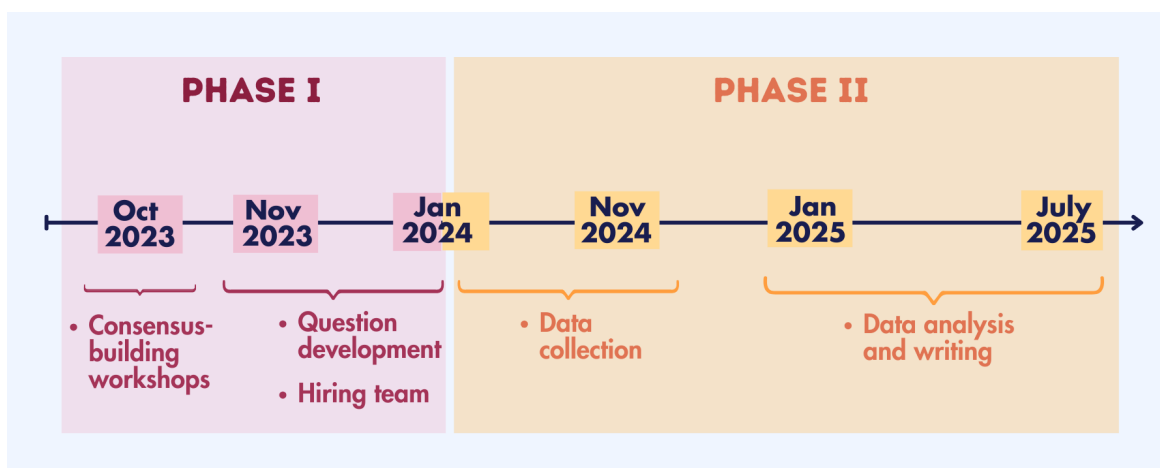 PHASE I
PHASE II
Oct
2023
Nov
2023
Jan
2024
Nov
2024
Jan
2025
July
2025
• Consensus-
building
workshops
• Question
development
• Hiring team
• Data
collection
• Data analysis
and writing